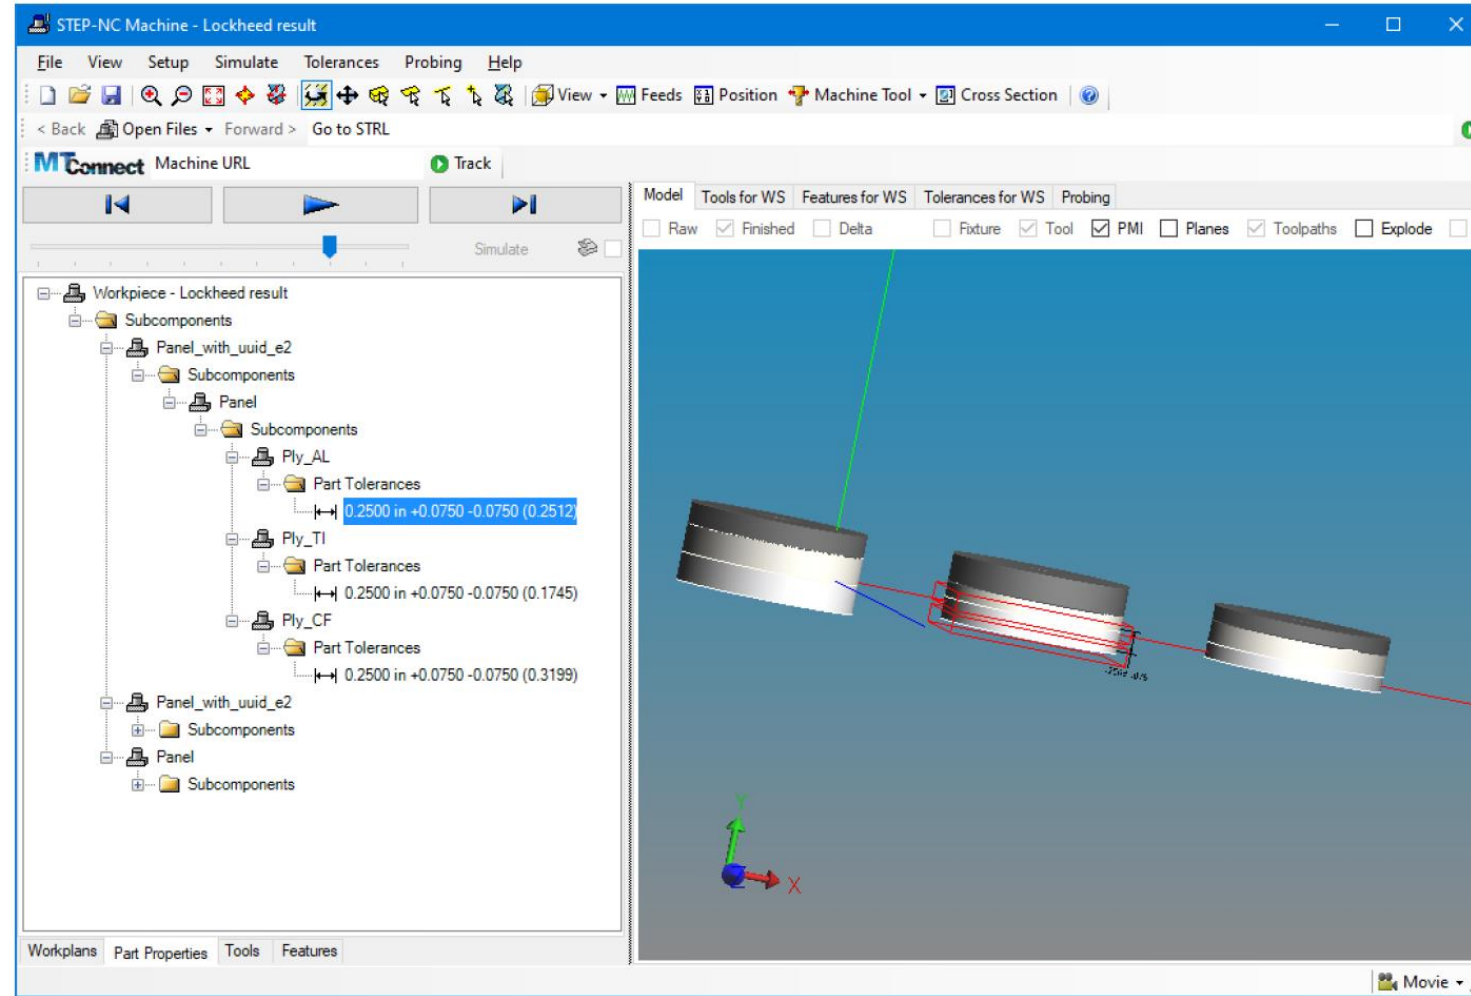 STEP-NC Machine - Lockheed result
File View Setup Simulate Tolerances Probing Help
View Feeds Position Machine Tool Cross Section
< Back Open Files Forward > Go to STRL
MTConnect Machine URL Track
Model Tools for WS Features for WS Tolerances for WS Probing
Raw Finished Delta Fixture Tool PMI Planes Toolpaths Explode
Simulate
Workpiece - Lockheed result
Subcomponents
Panel_with_uuid_e2
Subcomponents
Panel
Subcomponents
Ply_AL
Part Tolerances
0.2500 in +0.0750 -0.0750 (0.2512)
Ply_TI
Part Tolerances
0.2500 in +0.0750 -0.0750 (0.1745)
Ply_CF
Part Tolerances
0.2500 in +0.0750 -0.0750 (0.3199)
Panel_with_uuid_e2
Subcomponents
Panel
Subcomponents
Y
Z X
Workplans Part Properties Tools Features
Movie